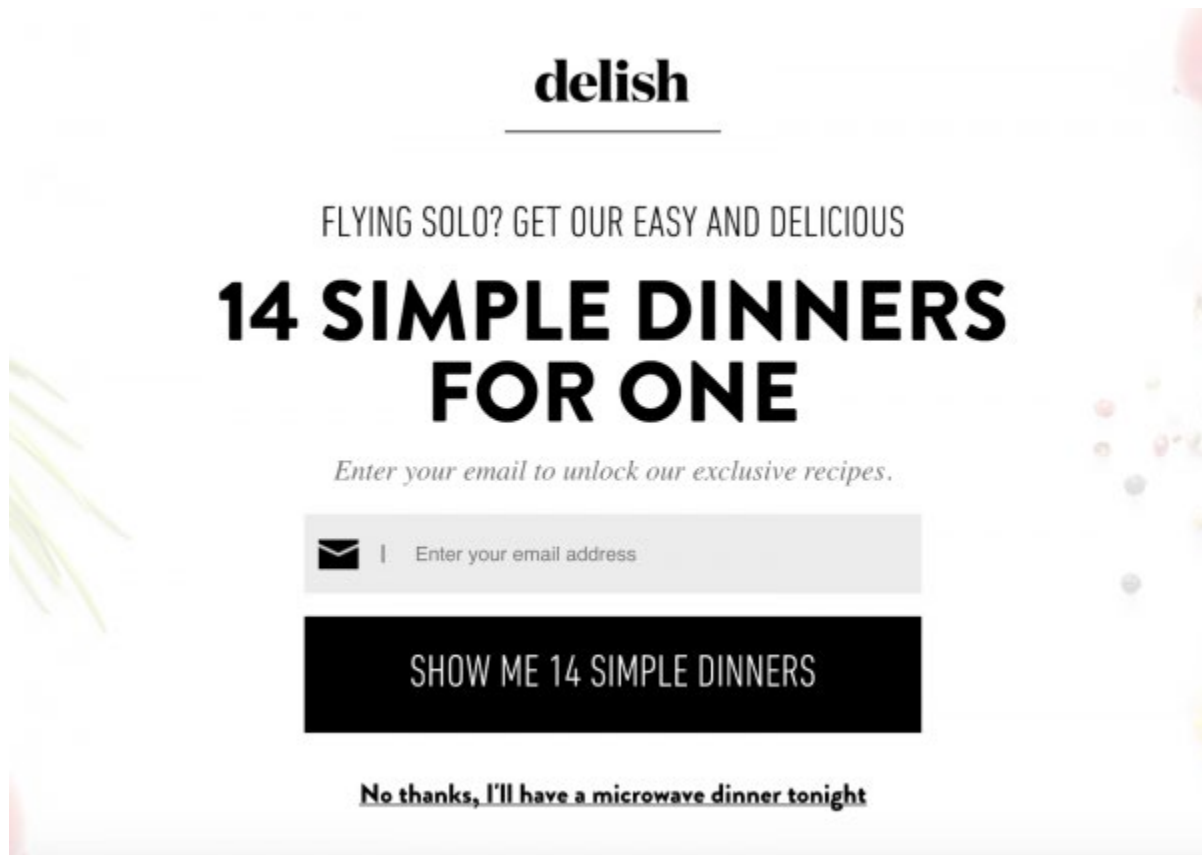 delish
FLYING SOLO? GET OUR EASY AND DELICIOUS
14 SIMPLE DINNERS
FOR ONE
Enter your email to unlock our exclusive recipes.
| Enter your email address
SHOW ME 14 SIMPLE DINNERS
No thanks, I'll have a microwave dinner tonight